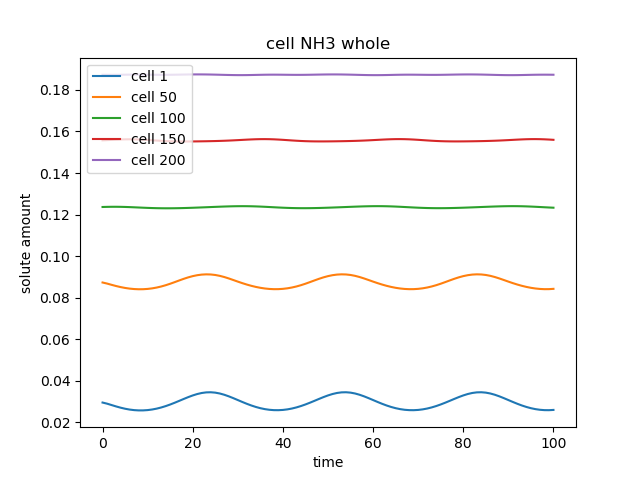 cell NH3 whole
solute amount
0.18
0.16
0.14
0.12
0.10
0.08
0.06
0.04
0.02
cell 1
cell 50
cell 100
cell 150
cell 200
0 20 40 60 80 100
time